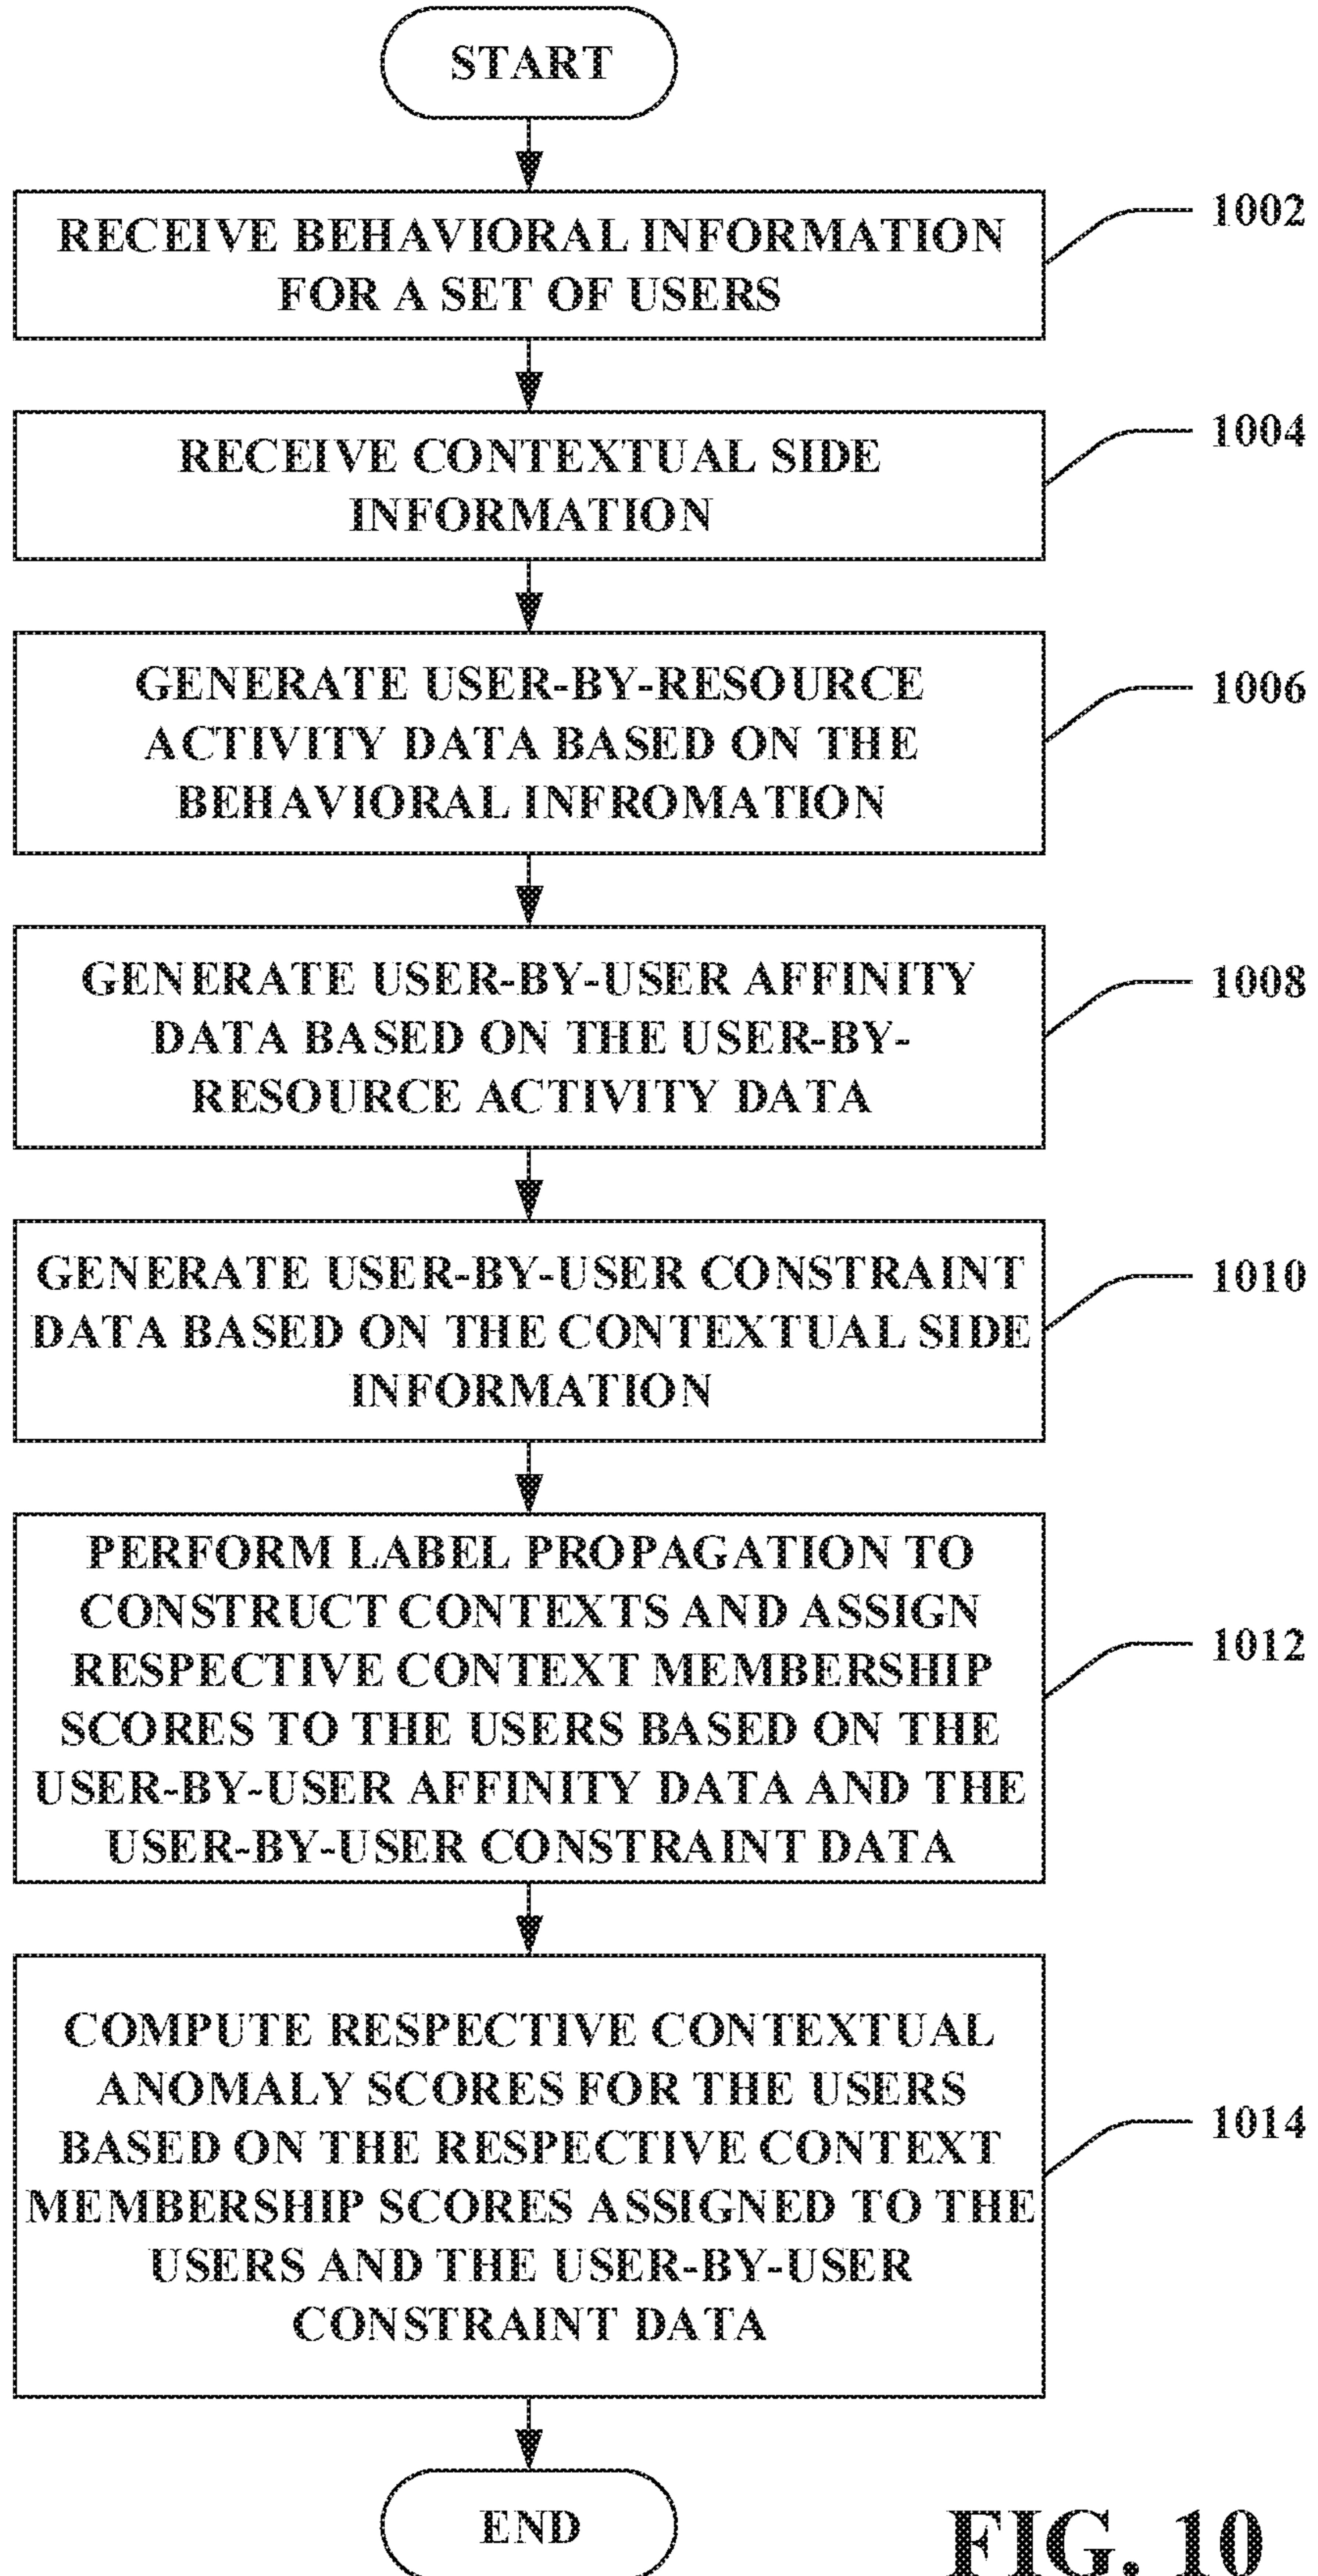 START
RECEIVE BEHAVIORAL INFORMATION
FOR A SET OF USERS
1002
RECEIVE CONTEXTUAL SIDE
INFORMATION
1004
GENERATE USER-BY-RESOURCE
ACTIVITY DATA BASED ON THE
BEHAVIORAL INFROMATION
1006
GENERATE USER-BY-USER AFFINITY
DATA BASED ON THE USER-BY-
RESOURCE ACTIVITY DATA
1008
GENERATE USER-BY-USER CONSTRAINT
DATA BASED ON THE CONTEXTUAL SIDE
INFORMATION
1010
PERFORM LABEL PROPAGATION TO
CONSTRUCT CONTEXTS AND ASSIGN
RESPECTIVE CONTEXT MEMBERSHIP
SCORES TO THE USERS BASED ON THE
USER-BY-USER AFFINITY DATA AND THE
USER-BY-USER CONSTRAINT DATA
1012
COMPUTE RESPECTIVE CONTEXTUAL
ANOMALY SCORES FOR THE USERS
BASED ON THE RESPECTIVE CONTEXT
MEMBERSHIP SCORES ASSIGNED TO THE
USERS AND THE USER-BY-USER
CONSTRAINT DATA
1014
END
FIG. 10